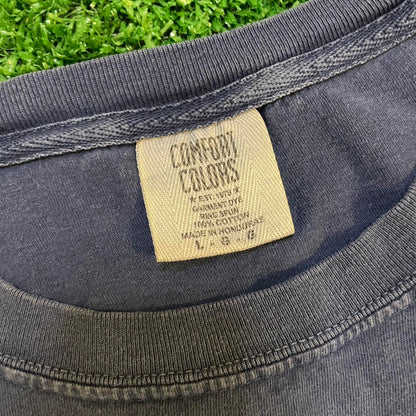 COMFORT
COLORS
★ EST. 1975 ★
GARMENT DYE
RING SPUN
100% COTTON
MADE IN HONDURAS
L - G - G